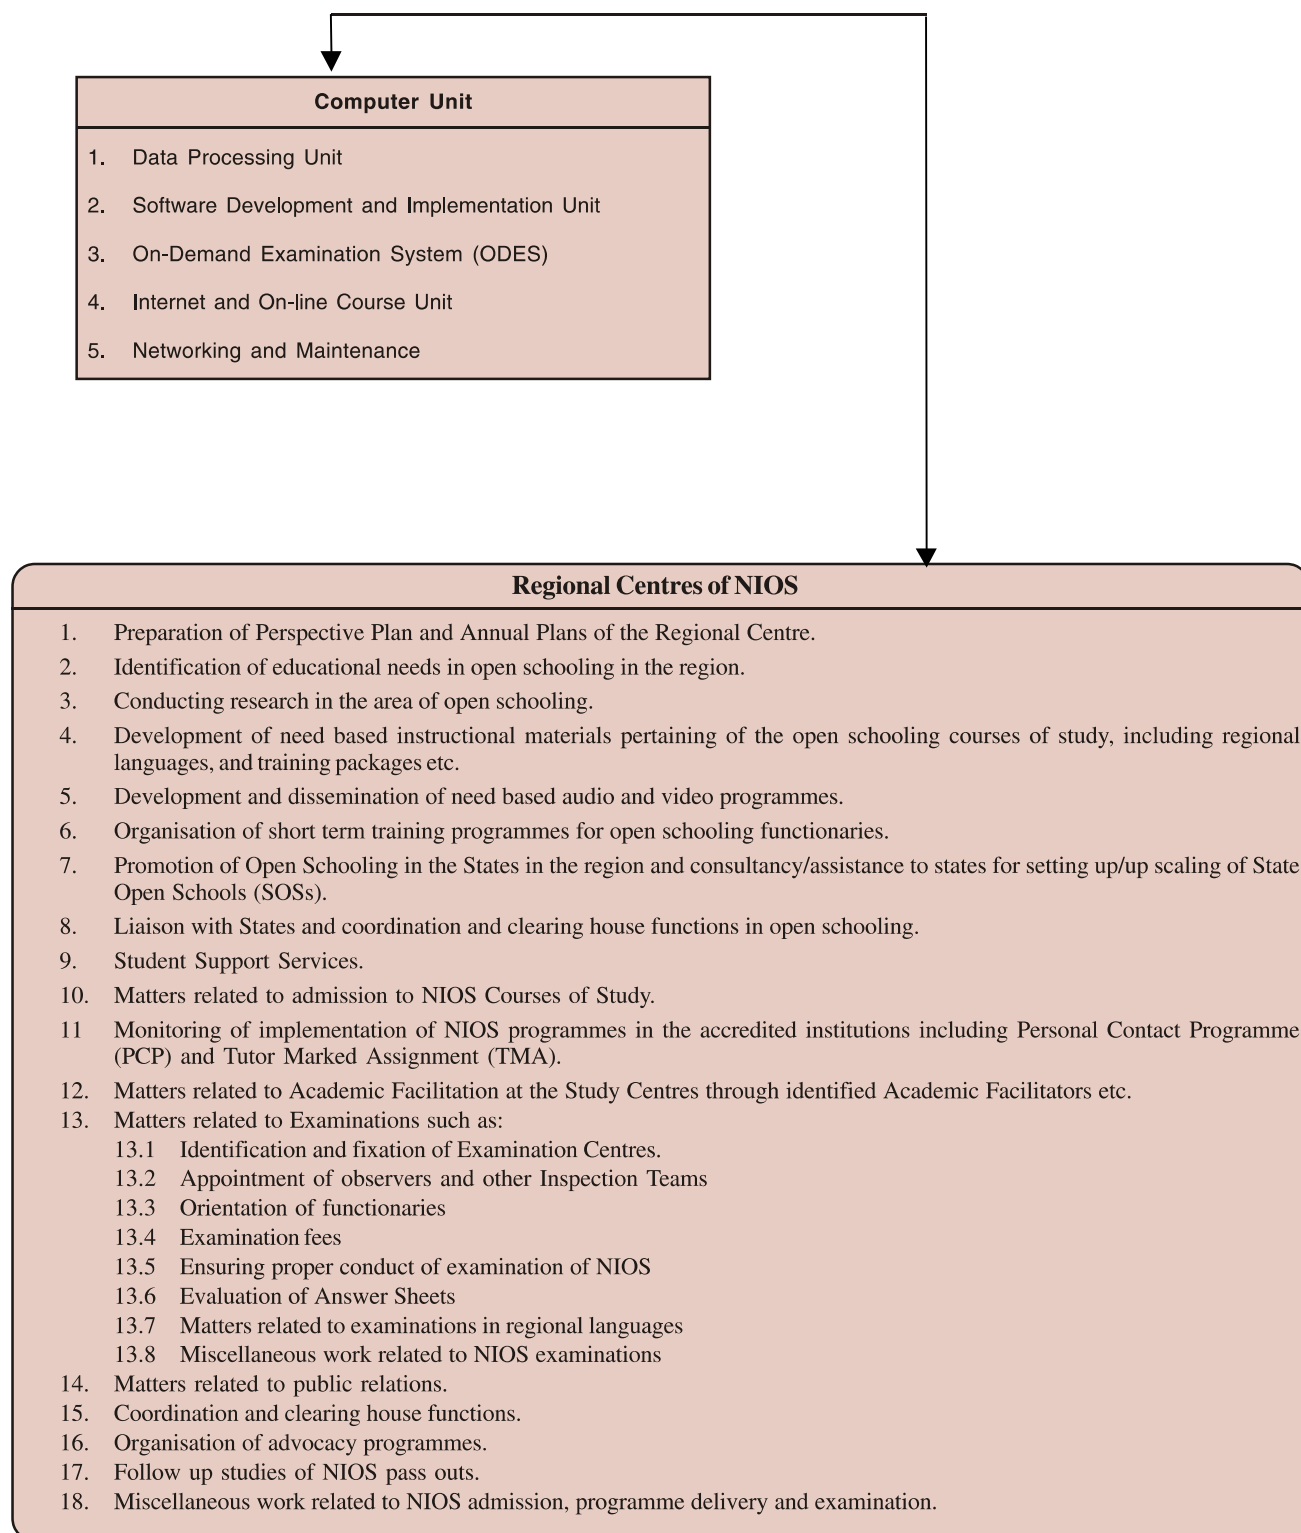 Computer Unit
1. Data Processing Unit
2. Software Development and Implementation Unit
3. On-Demand Examination System (ODES)
4. Internet and On-line Course Unit
5. Networking and Maintenance
Regional Centres of NIOS
1. Preparation of Perspective Plan and Annual Plans of the Regional Centre.
2. Identification of educational needs in open schooling in the region.
3. Conducting research in the area of open schooling.
4. Development of need based instructional materials pertaining of the open schooling courses of study, including regional
languages, and training packages etc.
5. Development and dissemination of need based audio and video programmes.
6. Organisation of short term training programmes for open schooling functionaries.
7. Promotion of Open Schooling in the States in the region and consultancy/assistance to states for setting up/up scaling of State
Open Schools (SOSs).
8. Liaison with States and coordination and clearing house functions in open schooling.
9. Student Support Services.
10. Matters related to admission to NIOS Courses of Study.
11 Monitoring of implementation of NIOS programmes in the accredited institutions including Personal Contact Programme
(PCP) and Tutor Marked Assignment (TMA).
12. Matters related to Academic Facilitation at the Study Centres through identified Academic Facilitators etc.
13. Matters related to Examinations such as:
13.1 Identification and fixation of Examination Centres.
13.2 Appointment of observers and other Inspection Teams
13.3 Orientation of functionaries
13.4 Examination fees
13.5 Ensuring proper conduct of examination of NIOS
13.6 Evaluation of Answer Sheets
13.7 Matters related to examinations in regional languages
13.8 Miscellaneous work related to NIOS examinations
14. Matters related to public relations.
15. Coordination and clearing house functions.
16. Organisation of advocacy programmes.
17. Follow up studies of NIOS pass outs.
18. Miscellaneous work related to NIOS admission, programme delivery and examination.